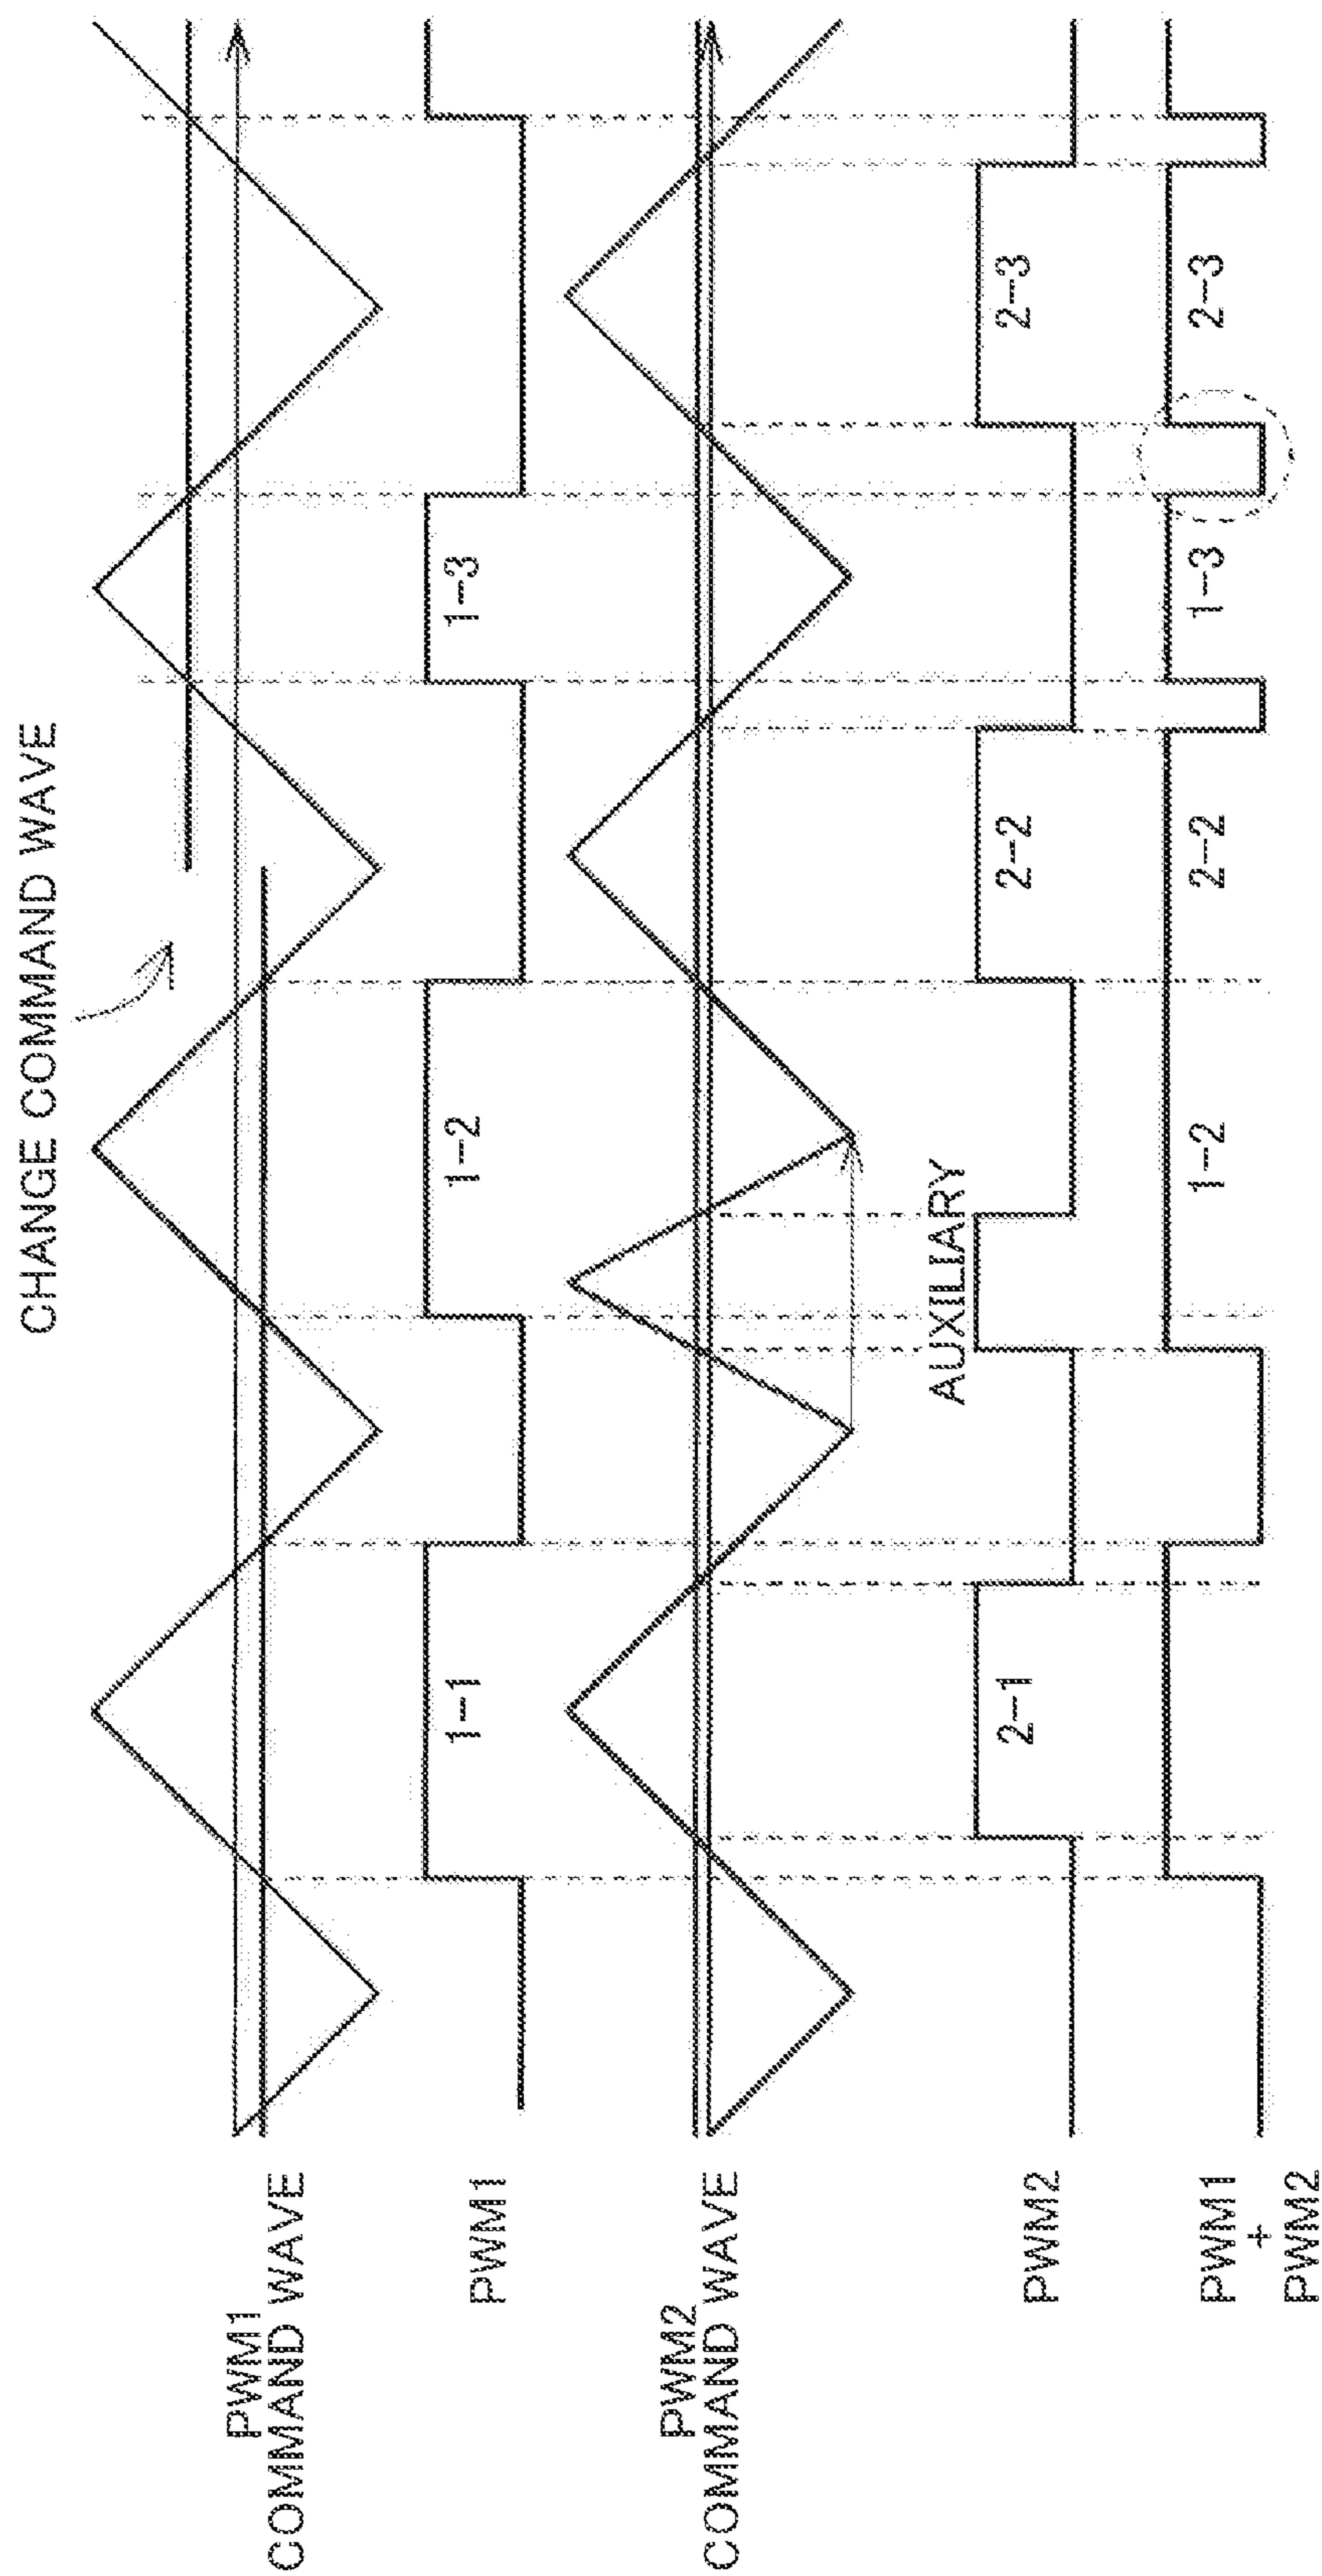 CHANGE COMMAND WAVE
PWM1
COMMAND WAVE
PWM1
1-1
1-2
1-3
PWM2
COMMAND WAVE
AUXILIARY
PWM2
2-1
2-2
2-3
PWM1
+
PWM2
1-2
2-2
1-3
2-3